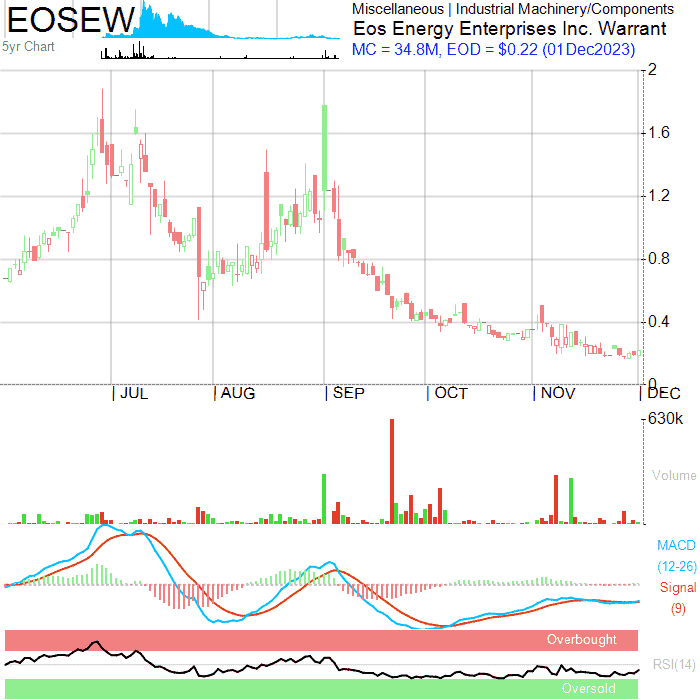 EOSEW
5yr Chart
Miscellaneous | Industrial Machinery/Components
Eos Energy Enterprises Inc. Warrant
MC = 34.8M, EOD = $0.22 (01Dec2023)
2
1.6
1.2
0.8
0.4
0
JUL AUG SEP OCT NOV DEC
630k
Volume
MACD
(12-26)
Signal
(9)
Overbought
RSI(14)
Oversold